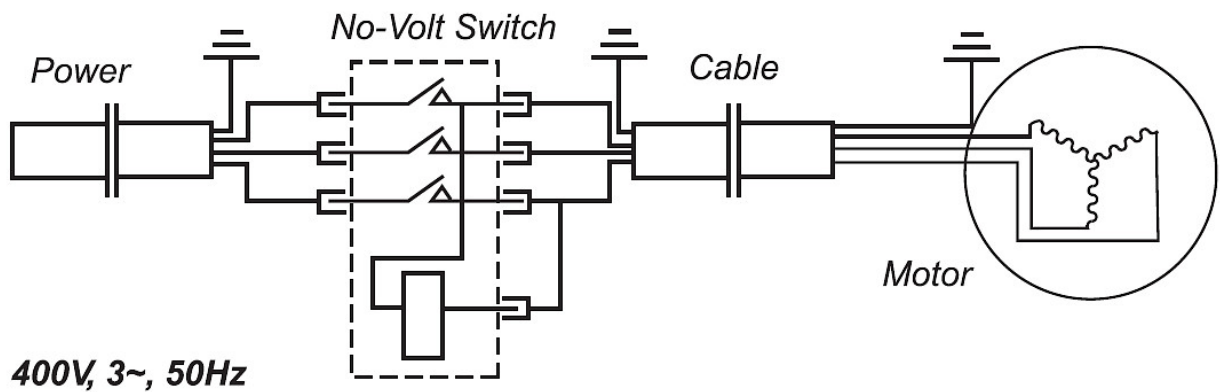 No-Volt Switch
Power
Cable
Motor
400V, 3~, 50Hz